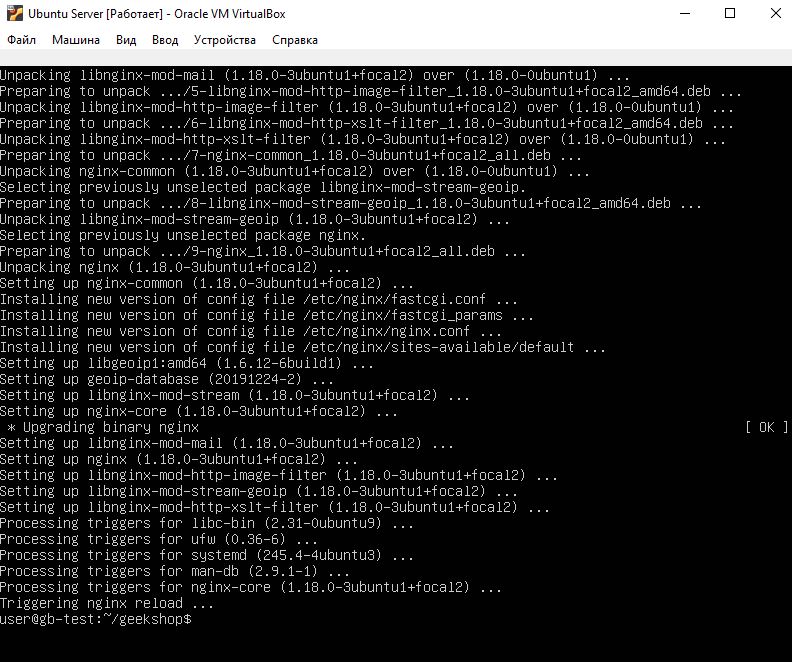 Ubuntu Server [Работает] - Oracle VM VirtualBox
Файл Машина Вид Ввод Устройства Справка
Unpacking libnginx-mod-mail (1.18.0-3ubuntu1+focal2) over (1.18.0-0ubuntu1) ...
Preparing to unpack .../5-libnginx-mod-http-image-filter_1.18.0-3ubuntu1+focal2_amd64.deb ...
Unpacking libnginx-mod-http-image-filter (1.18.0-3ubuntu1+focal2) over (1.18.0-0ubuntu1) ...
Preparing to unpack .../6-libnginx-mod-http-xslt-filter_1.18.0-3ubuntu1+focal2_amd64.deb ...
Unpacking libnginx-mod-http-xslt-filter (1.18.0-3ubuntu1+focal2) over (1.18.0-0ubuntu1) ...
Preparing to unpack .../7-nginx-common_1.18.0-3ubuntu1+focal2_all.deb ...
Unpacking nginx-common (1.18.0-3ubuntu1+focal2) over (1.18.0-0ubuntu1) ...
Selecting previously unselected package libnginx-mod-stream-geoip.
Preparing to unpack .../8-libnginx-mod-stream-geoip_1.18.0-3ubuntu1+focal2_amd64.deb ...
Unpacking libnginx-mod-stream-geoip (1.18.0-3ubuntu1+focal2) ...
Selecting previously unselected package nginx.
Preparing to unpack .../9-nginx_1.18.0-3ubuntu1+focal2_all.deb ...
Unpacking nginx (1.18.0-3ubuntu1+focal2) ...
Setting up nginx-common (1.18.0-3ubuntu1+focal2) ...
Installing new version of config file /etc/nginx/fastcgi.conf ...
Installing new version of config file /etc/nginx/fastcgi_params ...
Installing new version of config file /etc/nginx/nginx.conf ...
Installing new version of config file /etc/nginx/sites-available/default ...
Setting up libgeoip1:amd64 (1.6.12-6build1) ...
Setting up geoip-database (20191224-2) ...
Setting up libnginx-mod-stream (1.18.0-3ubuntu1+focal2) ...
Setting up nginx-core (1.18.0-3ubuntu1+focal2) ...
* Upgrading binary nginx [ OK ]
Setting up libnginx-mod-mail (1.18.0-3ubuntu1+focal2) ...
Setting up nginx (1.18.0-3ubuntu1+focal2) ...
Setting up libnginx-mod-http-image-filter (1.18.0-3ubuntu1+focal2) ...
Setting up libnginx-mod-stream-geoip (1.18.0-3ubuntu1+focal2) ...
Setting up libnginx-mod-http-xslt-filter (1.18.0-3ubuntu1+focal2) ...
Processing triggers for libc-bin (2.31-0ubuntu9) ...
Processing triggers for ufw (0.36-6) ...
Processing triggers for systemd (245.4-4ubuntu3) ...
Processing triggers for man-db (2.9.1-1) ...
Processing triggers for nginx-core (1.18.0-3ubuntu1+focal2) ...
Triggering nginx reload ...
user@gb-test:~/geekshop$